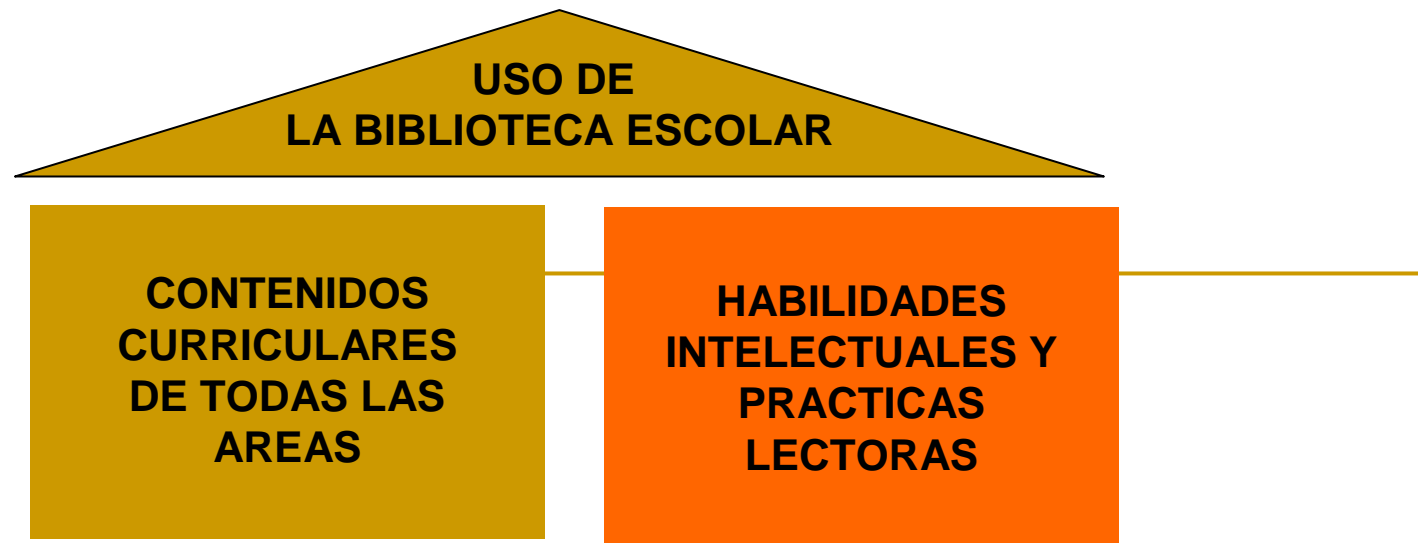 USO DE
LA BIBLIOTECA ESCOLAR
CONTENIDOS
CURRICULARES
DE TODAS LAS
AREAS
HABILIDADES
INTELECTUALES Y
PRACTICAS
LECTORAS